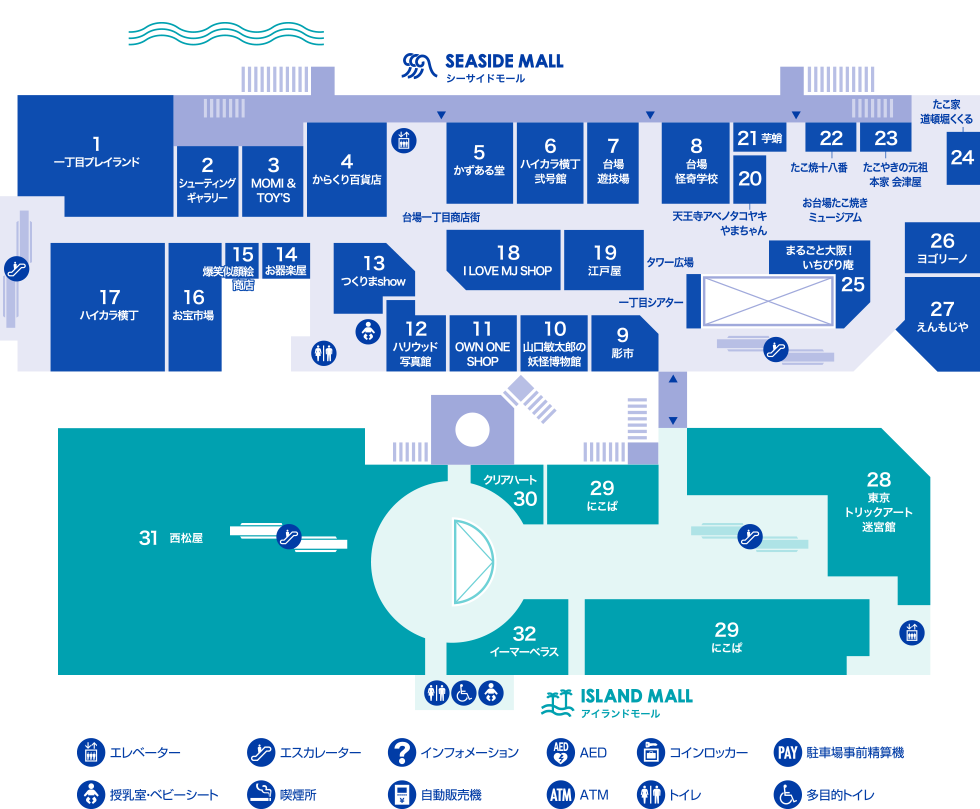 SEASIDE MALL
シーサイドモール
1
一丁目プレイランド
2
シューティング
ギャラリー
3
MOMI &
TOY'S
4
からくり百貨店
5
かずある堂
6
ハイカラ横丁
弐号館
7
台場
遊技場
8
台場
怪奇学校
21 芋蛸
20
天王寺アベノタコヤキ
やまちゃん
22
たこ焼十八番
23
たこやきの元祖
本家 会津屋
たこ家
道頓堀くくる
24
お台場たこ焼き
ミュージアム
台場一丁目商店街
17
ハイカラ横丁
16
お宝市場
15
爆笑似顔絵
商店
14
お器楽屋
13
つくりまshow
18
I LOVE MJ SHOP
19
江戸屋
タワー広場
一丁目シアター
まるごと大阪!
いちびり庵
25
26
ヨゴリーノ
27
えんもじや
12
ハリウッド
写真館
11
OWN ONE
SHOP
10
山口敏太郎の
妖怪博物館
9
彫市
クリアハート
30
29
にこぱ
28
東京
トリックアート
迷宮館
31 西松屋
32
イーマーベラス
29
にこぱ
ISLAND MALL
アイランドモール
エレベーター
エスカレーター
? インフォメーション
AED AED
コインロッカー
PAY 駐車場事前精算機
授乳室・ベビーシート
喫煙所
¥ 自動販売機
ATM ATM
トイレ
多目的トイレ